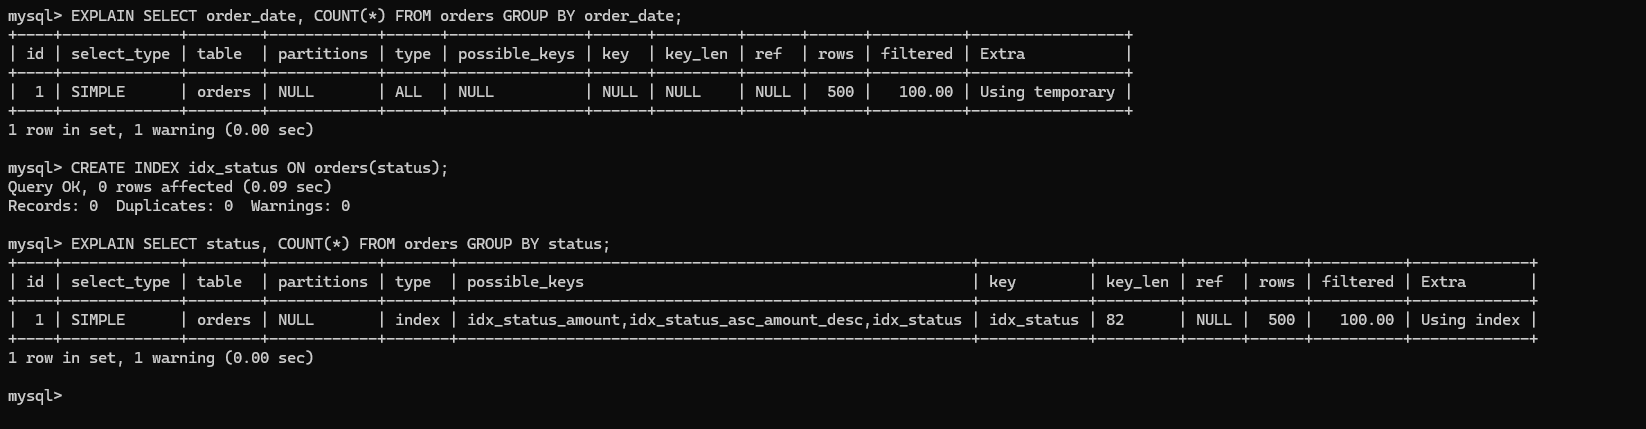 mysql> EXPLAIN SELECT order_date, COUNT(*) FROM orders GROUP BY order_date;
+----+-------------+--------+------------+------+---------------+------+---------+------+------+----------+-----------------+
| id | select_type | table  | partitions | type | possible_keys | key  | key_len | ref  | rows | filtered | Extra           |
+----+-------------+--------+------------+------+---------------+------+---------+------+------+----------+-----------------+
|  1 | SIMPLE      | orders | NULL       | ALL  | NULL          | NULL | NULL    | NULL |  500 |   100.00 | Using temporary |
+----+-------------+--------+------------+------+---------------+------+---------+------+------+----------+-----------------+
1 row in set, 1 warning (0.00 sec)

mysql> CREATE INDEX idx_status ON orders(status);
Query OK, 0 rows affected (0.09 sec)
Records: 0  Duplicates: 0  Warnings: 0

mysql> EXPLAIN SELECT status, COUNT(*) FROM orders GROUP BY status;
+----+-------------+--------+------------+-------+---------------------------------------------------------+------------+---------+------+------+----------+-------------+
| id | select_type | table  | partitions | type  | possible_keys                                           | key        | key_len | ref  | rows | filtered | Extra       |
+----+-------------+--------+------------+-------+---------------------------------------------------------+------------+---------+------+------+----------+-------------+
|  1 | SIMPLE      | orders | NULL       | index | idx_status_amount,idx_status_asc_amount_desc,idx_status | idx_status | 82      | NULL |  500 |   100.00 | Using index |
+----+-------------+--------+------------+-------+---------------------------------------------------------+------------+---------+------+------+----------+-------------+
1 row in set, 1 warning (0.00 sec)

mysql>